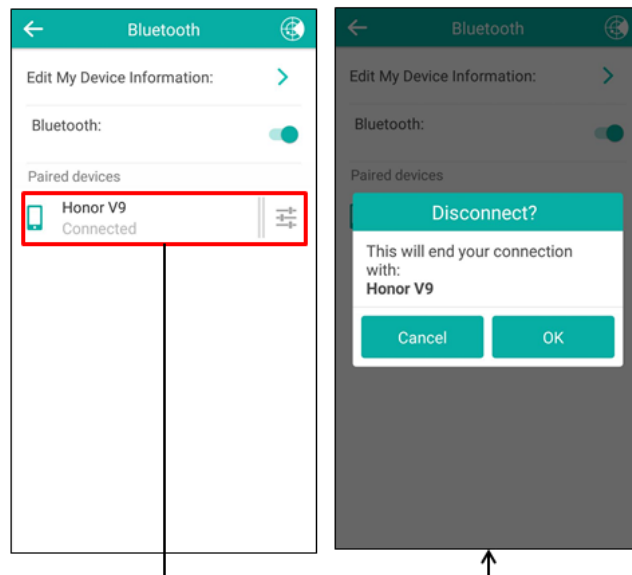 Bluetooth
Edit My Device Information:
Bluetooth:
Paired devices
Honor V9
Connected
Bluetooth
Edit My Device Information:
Bluetooth:
Paired devices
Disconnect?
This will end your connection
with:
Honor V9
Cancel OK